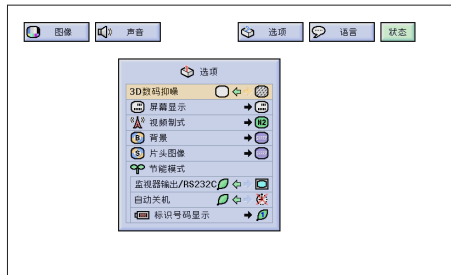 图像 声音 选项 语言 状态
选项
3D数码抑噪
屏幕显示
视频制式 N2
B 背景
S 片头图像
节能模式
监视器输出/RS232C
自动关机
标识号码显示 1